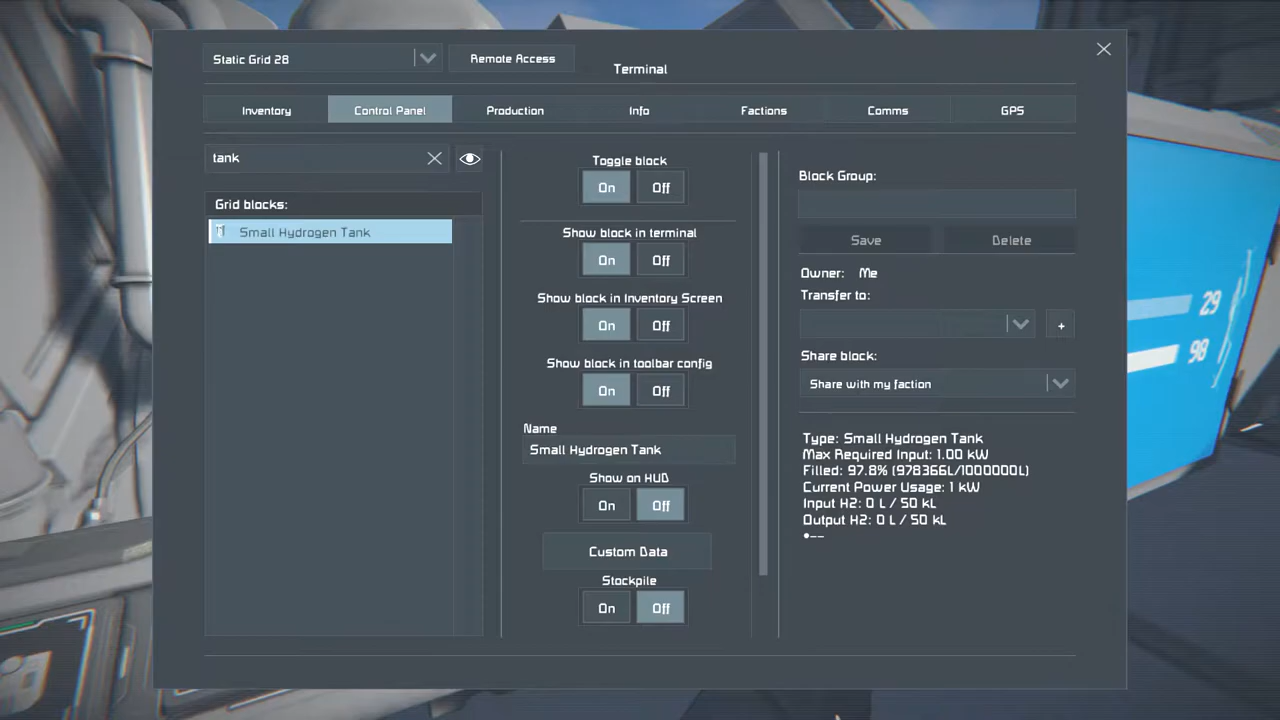 Static Grid 28
Remote Access
Terminal
Inventory
Control Panel
Production
Info
Factions
Comms
GPS
tank
Grid blocks:
Small Hydrogen Tank
Toggle block
On Off
Show block in terminal
On Off
Show block in Inventory Screen
On Off
Show block in toolbar config
On Off
Name
Small Hydrogen Tank
Show on HUD
On Off
Custom Data
Stockpile
On Off
Block Group:
Save Delete
Owner: Me
Transfer to:
+
Share block:
Share with my faction
Type: Small Hydrogen Tank
Max Required Input: 1.00 kW
Filled: 97.8% (978366L/1000000L)
Current Power Usage: 1 kW
Input H2: 0 L / 50 kL
Output H2: 0 L / 50 kL
•--
29
98